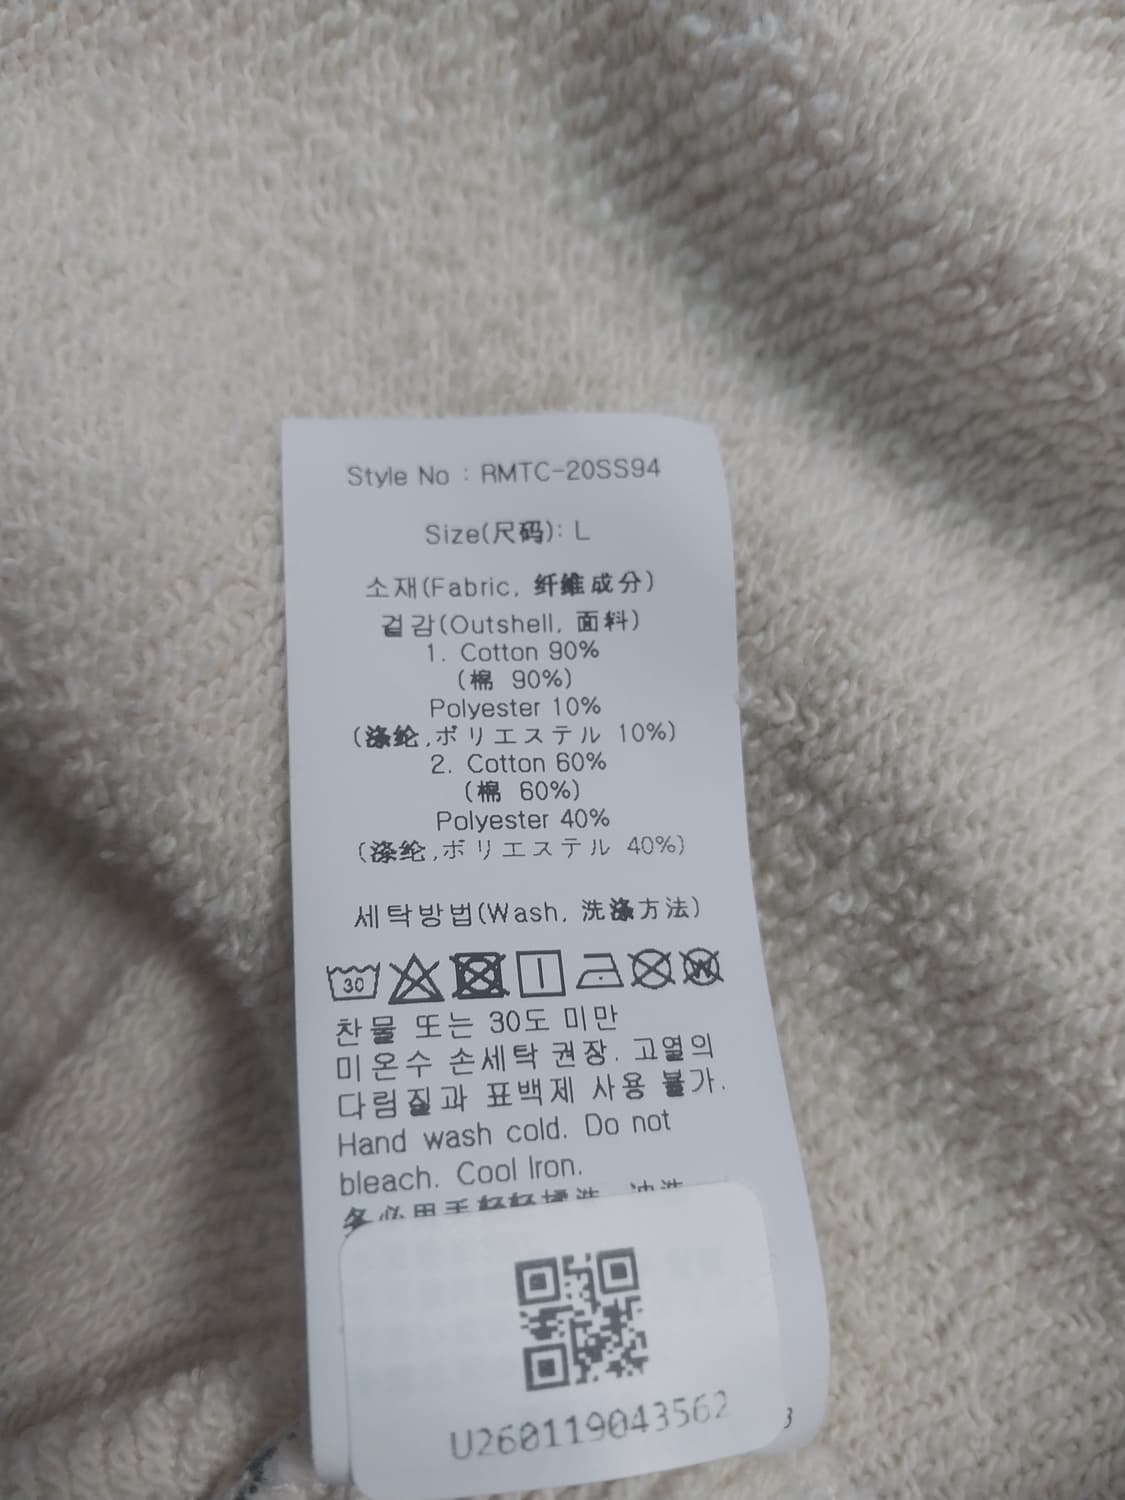 Style No : RMTC-20SS94
Size(尺码): L
소재(Fabric, 纤维成分)
겉감(Outshell, 面料)
1. Cotton 90%
(棉 90%)
Polyester 10%
(涤纶,ポリエステル 10%)
2. Cotton 60%
(棉 60%)
Polyester 40%
(涤纶,ポリエステル 40%)
세탁방법(Wash, 洗涤方法)
30 W
찬물 또는 30도 미만
미온수 손세탁 권장. 고열의
다림질과 표백제 사용 불가.
Hand wash cold. Do not
bleach. Cool Iron.
U260119043562
3